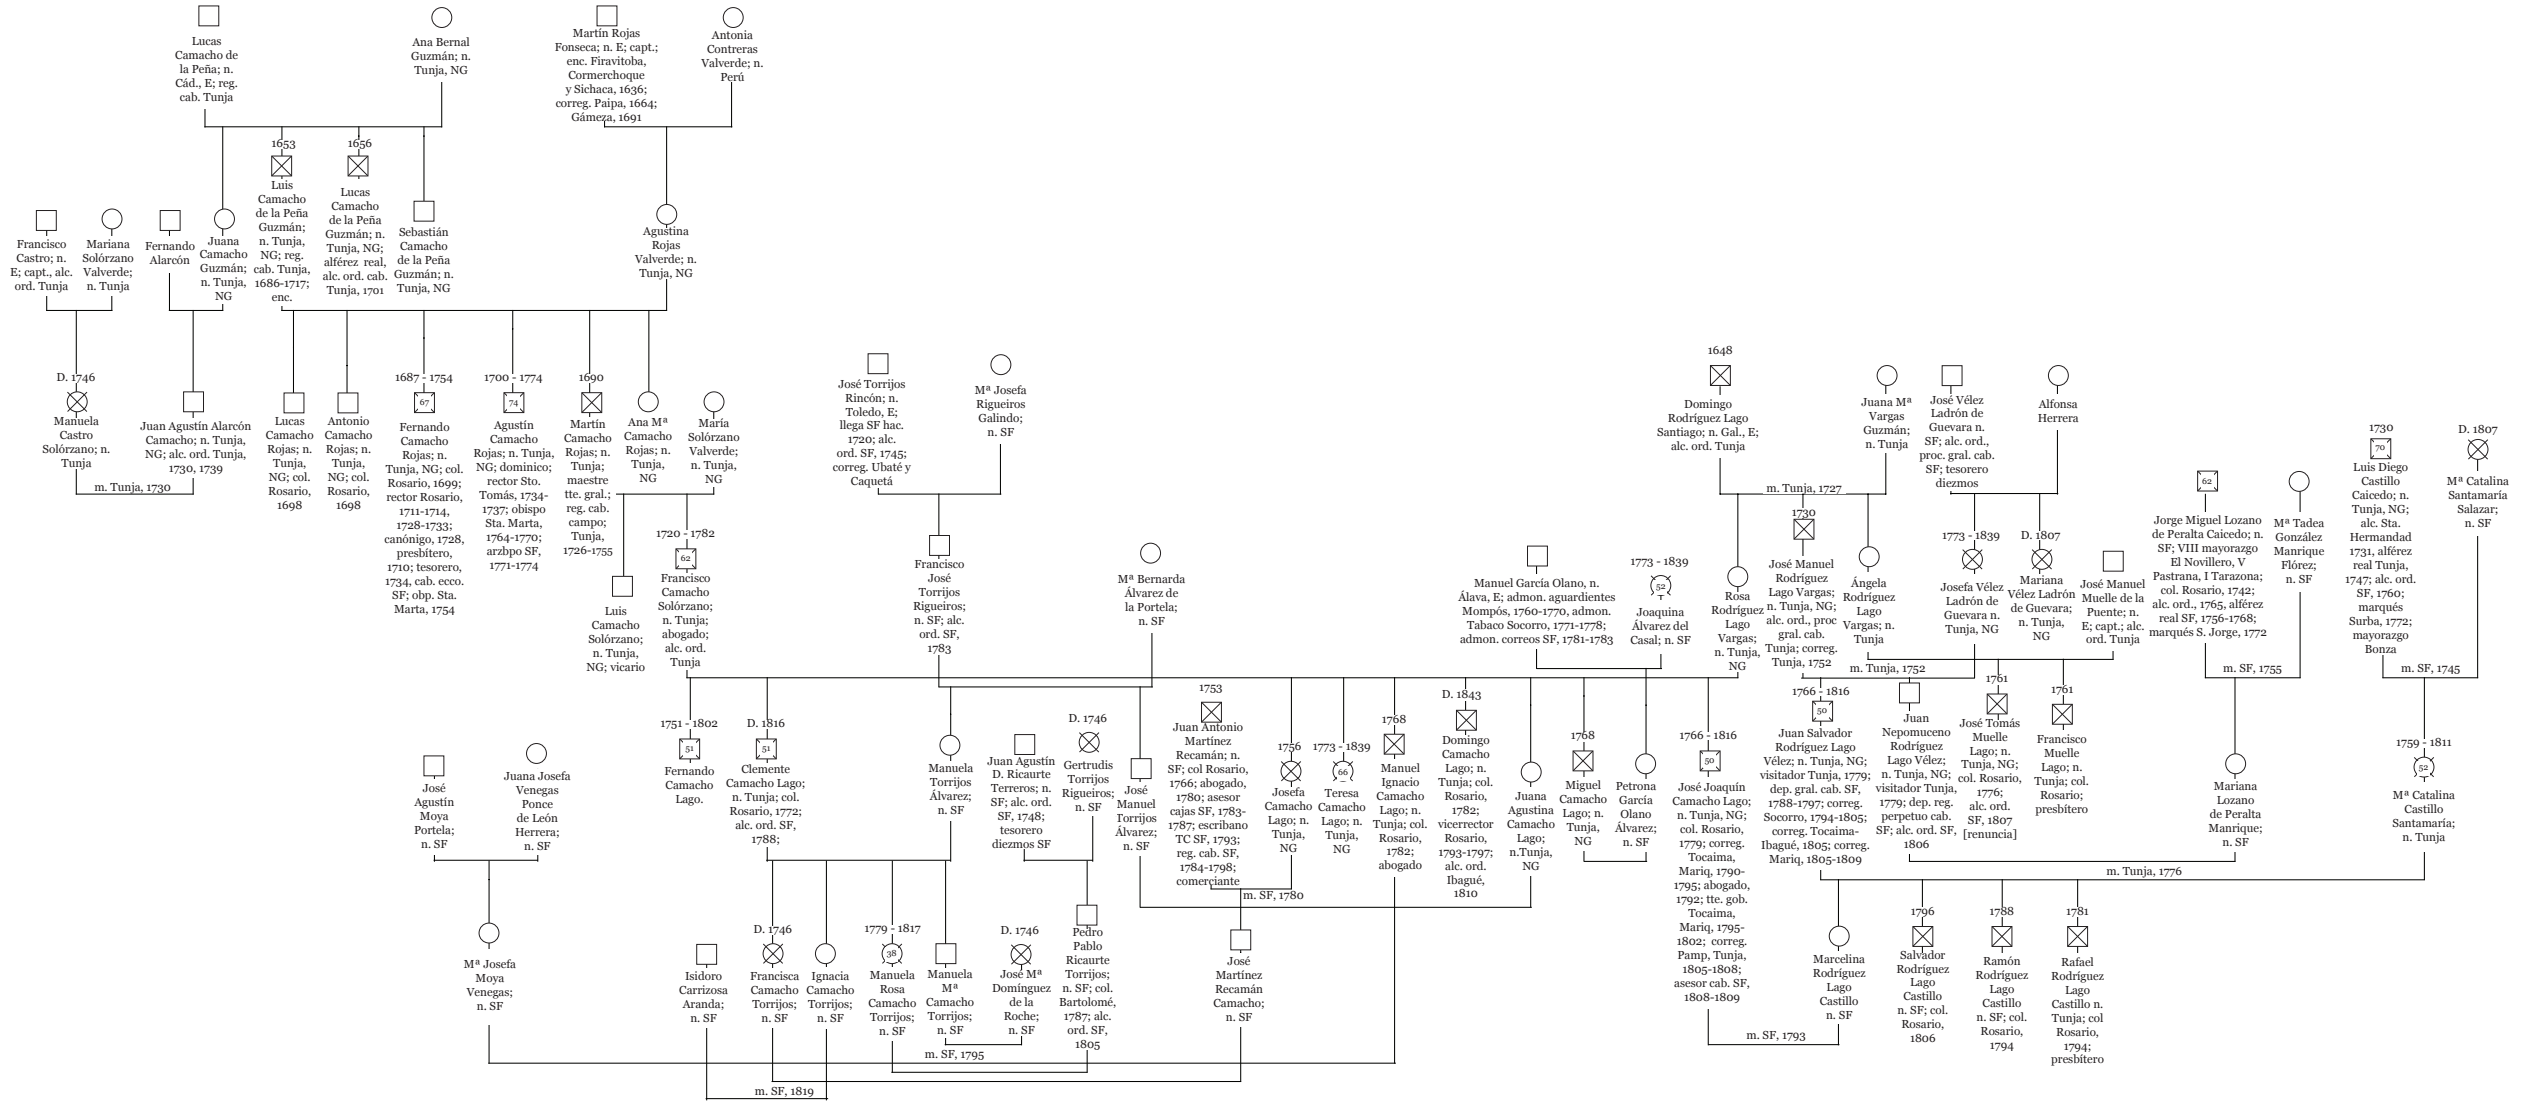 Lucas
Camacho de
la Peña; n.
Cád., E; reg.
cab. Tunja
Ana Bernal
Guzmán; n.
Tunja, NG
Martín Rojas
Fonseca; n. E; capt.;
enc. Firavitoba,
Cormerchoque
y Sichaca, 1636;
correg. Paipa, 1664;
Gámeza, 1691
Antonia
Contreras
Valverde; n.
Perú
Francisco
Castro; n.
E; capt., alc.
ord. Tunja
Mariana
Solórzano
Valverde;
n. Tunja
Fernando
Alarcón
Juana
Camacho
Guzmán;
n. Tunja,
NG
1653
Luis
Camacho
de la Peña
Guzmán;
n. Tunja,
NG; reg.
cab. Tunja,
1686-1717;
enc.
1656
Lucas
Camacho
de la Peña
Guzmán; n.
Tunja, NG;
alférez real,
alc. ord. cab.
Tunja, 1701
Sebastián
Camacho
de la Peña
Guzmán; n.
Tunja, NG
Agustina
Rojas
Valverde; n.
Tunja, NG
D. 1746
Manuela
Castro
Solórzano; n.
Tunja
Juan Agustín Alarcón
Camacho; n. Tunja,
NG; alc. ord. Tunja,
1730, 1739
m. Tunja, 1730
Lucas
Camacho
Rojas; n.
Tunja,
NG; col.
Rosario,
1698
Antonio
Camacho
Rojas; n.
Tunja,
NG; col.
Rosario,
1698
1687 - 1754
67
Fernando
Camacho
Rojas; n.
Tunja, NG; col.
Rosario, 1699;
rector Rosario,
1711-1714,
1728-1733;
canónigo, 1728,
presbítero,
1710; tesorero,
1734, cab. ecco.
SF; obp. Sta.
Marta, 1754
1700 - 1774
74
Agustín
Camacho
Rojas; n. Tunja,
NG; dominico;
rector Sto.
Tomás, 1734-
1737; obispo
Sta. Marta,
1764-1770;
arzbpo SF,
1771-1774
1690
Martín
Camacho
Rojas; n.
Tunja;
maestre
tte. gral.;
reg. cab.
campo;
Tunja,
1726-1755
Ana Mª
Camacho
Rojas; n.
Tunja,
NG
María
Solórzano
Valverde;
n. Tunja,
NG
Luis
Camacho
Solórzano;
n. Tunja,
NG; vicario
1720 - 1782
62
Francisco
Camacho
Solórzano;
n. Tunja;
abogado;
alc. ord.
Tunja
José Torrijos
Rincón; n.
Toledo, E;
llega SF hac.
1720; alc.
ord. SF, 1745;
correg. Ubaté y
Caquetá
Mª Josefa
Rigueiros
Galindo;
n. SF
Francisco
José
Torrijos
Rigueiros;
n. SF; alc.
ord. SF,
1783
Mª Bernarda
Álvarez de
la Portela;
n. SF
Manuel García Olano, n.
Álava, E; admon. aguardientes
Mompós, 1760-1770, admon.
Tabaco Socorro, 1771-1778;
admon. correos SF, 1781-1783
1773 - 1839
52
Joaquina
Álvarez del
Casal; n. SF
1648
Domingo
Rodríguez Lago
Santiago; n. Gal., E;
alc. ord. Tunja
Juana Mª
Vargas
Guzmán;
n. Tunja
m. Tunja, 1727
José Vélez
Ladrón de
Guevara n.
SF; alc. ord.,
proc. gral. cab.
SF; tesorero
diezmos
Alfonsa
Herrera
Rosa
Rodríguez
Lago
Vargas;
n. Tunja,
NG
1730
José Manuel
Rodríguez
Lago Vargas;
n. Tunja, NG;
alc. ord., proc
gral. cab.
Tunja; correg.
Tunja, 1752
Ángela
Rodríguez
Lago
Vargas; n.
Tunja
1773 - 1839
Josefa Vélez
Ladrón de
Guevara n.
Tunja, NG
D. 1807
Mariana
Vélez Ladrón
de Guevara;
n. Tunja,
NG
José Manuel
Muelle de la
Puente; n.
E; capt.; alc.
ord. Tunja
m. Tunja, 1752
62
Jorge Miguel Lozano
de Peralta Caicedo; n.
SF; VIII mayorazgo
El Novillero, V
Pastrana, I Tarazona;
col. Rosario, 1742;
alc. ord., 1765, alférez
real SF, 1756-1768;
marqués S. Jorge, 1772
Mª Tadea
González
Manrique
Flórez;
n. SF
m. SF, 1755
1730
70
Luis Diego
Castillo
Caicedo; n.
Tunja, NG;
alc. Sta.
Hermandad
1731, alférez
real Tunja,
1747; alc. ord.
SF, 1760;
marqués
Surba, 1772;
mayorazgo
Bonza
D. 1807
Mª Catalina
Santamaría
Salazar;
n. SF
m. SF, 1745
José
Agustín
Moya
Portela;
n. SF
Juana Josefa
Venegas
Ponce
de León
Herrera;
n. SF
1751 - 1802
51
Fernando
Camacho
Lago.
D. 1816
51
Clemente
Camacho Lago;
n. Tunja; col.
Rosario, 1772;
alc. ord. SF,
1788;
Manuela
Torrijos
Álvarez;
n. SF
Juan Agustín
D. Ricaurte
Terreros; n.
SF; alc. ord.
SF, 1748;
tesorero
diezmos SF
D. 1746
Gertrudis
Torrijos
Rigueiros;
n. SF
José
Manuel
Torrijos
Álvarez;
n. SF
1753
Juan Antonio
Martínez
Recamán; n.
SF; col Rosario,
1766; abogado,
1780; asesor
cajas SF, 1783-
1787; escribano
TC SF, 1793;
reg. cab. SF,
1784-1798;
comerciante
1756
Josefa
Camacho
Lago; n.
Tunja,
NG
m. SF, 1780
1773 - 1839
66
Teresa
Camacho
Lago; n.
Tunja,
NG
1768
Manuel
Ignacio
Camacho
Lago; n.
Tunja; col.
Rosario,
1782;
abogado
D. 1843
Domingo
Camacho
Lago; n.
Tunja; col.
Rosario,
1782;
vicerrector
Rosario,
1793-1797;
alc. ord.
Ibagué,
1810
Juana
Agustina
Camacho
Lago;
n.Tunja,
NG
1768
Miguel
Camacho
Lago; n.
Tunja,
NG
Petrona
García
Olano
Álvarez;
n. SF
1766 - 1816
50
José Joaquín
Camacho Lago;
n. Tunja, NG;
col. Rosario,
1779; correg.
Tocaima,
Mariq, 1790-
1795; abogado,
1792; tte. gob.
Tocaima,
Mariq, 1795-
1802; correg.
Pamp, Tunja,
1805-1808;
asesor cab. SF,
1808-1809
1766 - 1816
50
Juan Salvador
Rodríguez Lago
Vélez; n. Tunja, NG;
visitador Tunja, 1779;
dep. gral. cab. SF,
1788-1797; correg.
Socorro, 1794-1805;
correg. Tocaima-
Ibagué, 1805; correg.
Mariq, 1805-1809
Juan
Nepomuceno
Rodríguez
Lago Vélez;
n. Tunja, NG;
visitador Tunja,
1779; dep. reg.
perpetuo cab.
SF; alc. ord. SF,
1806
1761
José Tomás
Muelle
Lago; n.
Tunja, NG;
col. Rosario,
1776;
alc. ord.
SF, 1807
[renuncia]
1761
Francisco
Muelle
Lago; n.
Tunja; col.
Rosario;
presbítero
Mariana
Lozano
de Peralta
Manrique;
n. SF
1759 - 1811
52
Mª Catalina
Castillo
Santamaría;
n. Tunja
m. Tunja, 1776
Mª Josefa
Moya
Venegas;
n. SF
Isidoro
Carrizosa
Aranda;
n. SF
D. 1746
Francisca
Camacho
Torrijos;
n. SF
Ignacia
Camacho
Torrijos;
n. SF
1779 - 1817
38
Manuela
Rosa
Camacho
Torrijos;
n. SF
Manuela
Mª
Camacho
Torrijos;
n. SF
D. 1746
José Mª
Domínguez
de la
Roche;
n. SF
m. SF, 1795
Pedro
Pablo
Ricaurte
Torrijos;
n. SF; col.
Bartolomé,
1787; alc.
ord. SF,
1805
José
Martínez
Recamán
Camacho;
n. SF
m. SF, 1819
Marcelina
Rodríguez
Lago
Castillo
n. SF
m. SF, 1793
1796
Salvador
Rodríguez
Lago
Castillo
n. SF; col.
Rosario,
1806
1788
Ramón
Rodríguez
Lago
Castillo
n. SF; col.
Rosario,
1794
1781
Rafael
Rodríguez
Lago
Castillo n.
Tunja; col
Rosario,
1794;
presbítero